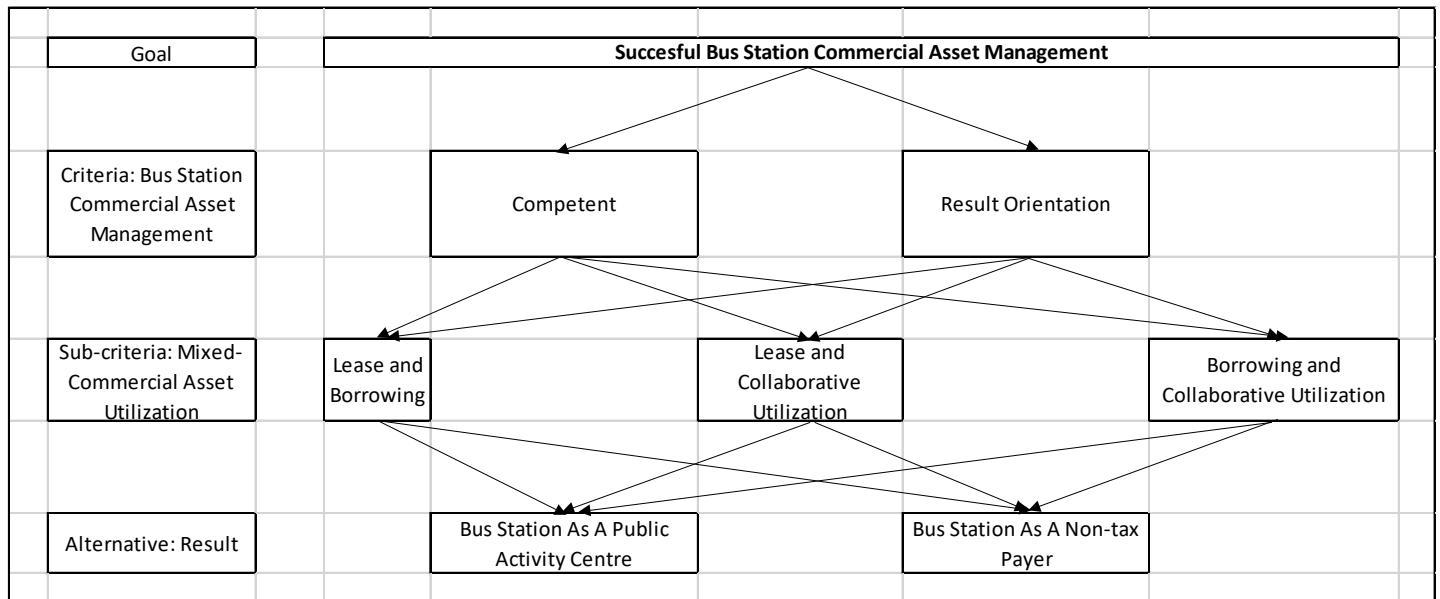 Goal
Succesful Bus Station Commercial Asset Management
Criteria: Bus Station
Commercial Asset
Management
Competent
Result Orientation
Sub-criteria: Mixed-
Commercial Asset
Utilization
Lease and
Borrowing
Lease and
Collaborative
Utilization
Borrowing and
Collaborative Utilization
Alternative: Result
Bus Station As A Public
Activity Centre
Bus Station As A Non-tax
Payer